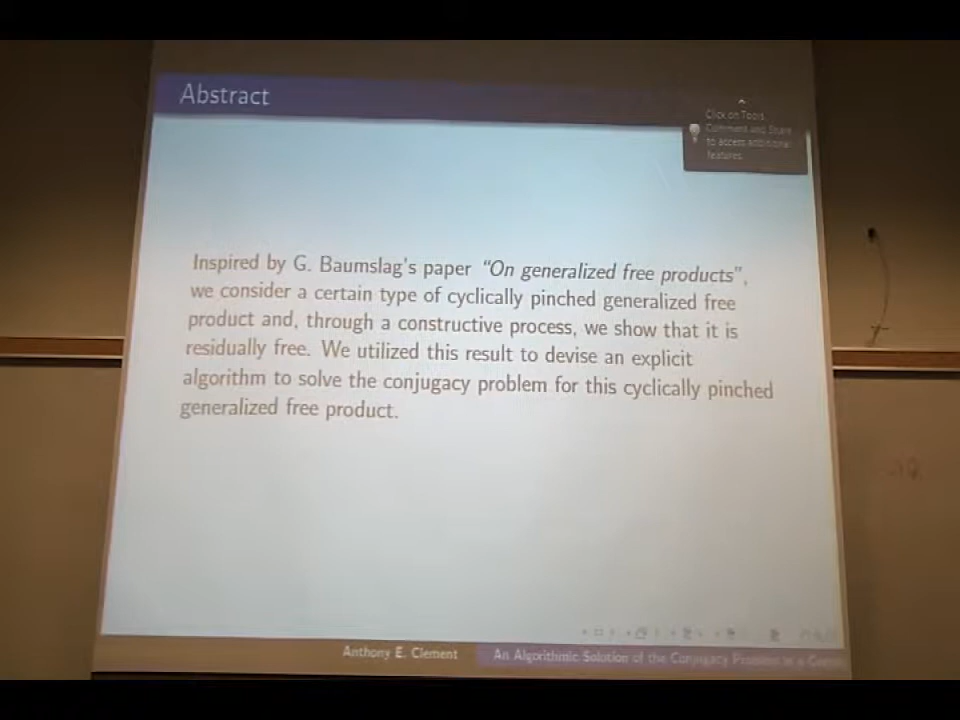 Abstract
Click on Tools,
Comment and Share
to access additional
features.
Inspired by G. Baumslag's paper "On generalized free products",
we consider a certain type of cyclically pinched generalized free
product and, through a constructive process, we show that it is
residually free. We utilized this result to devise an explicit
algorithm to solve the conjugacy problem for this cyclically pinched
generalized free product.
Anthony E. Clement
An Algorithmic Solution of the Conjugacy Problem in a